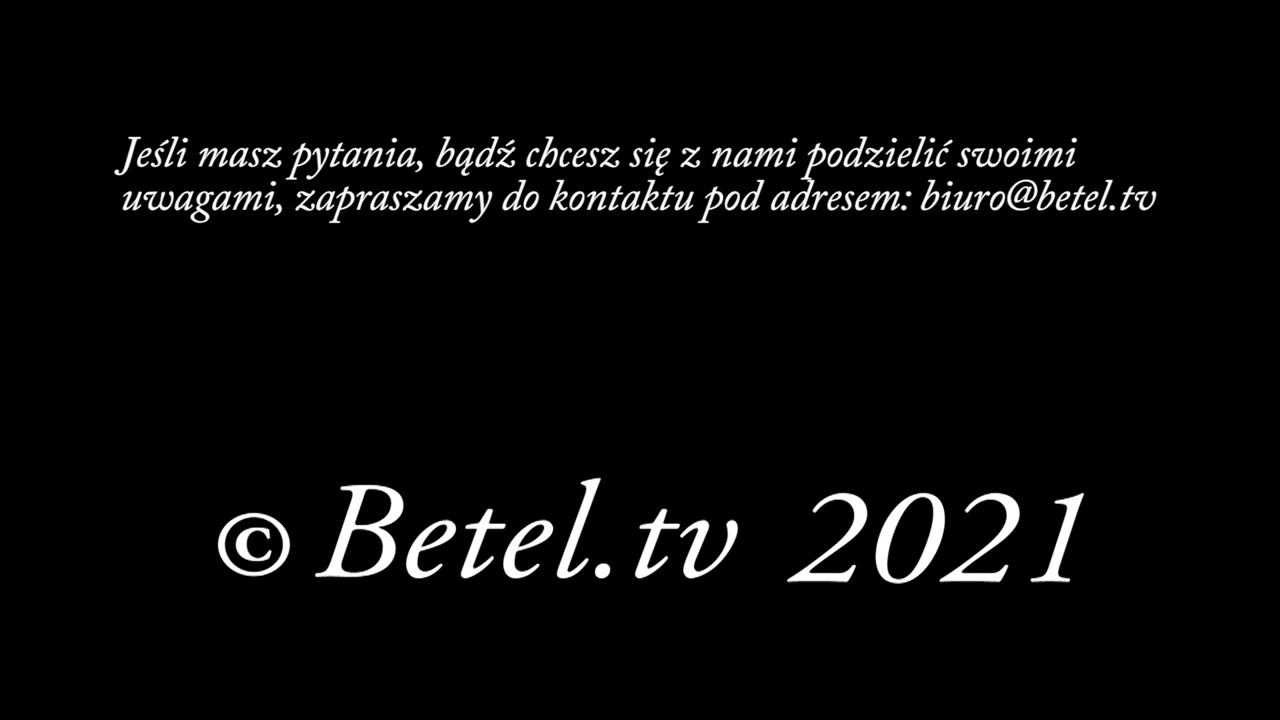 Jeśli masz pytania, bądź chcesz się z nami podzielić swoimi
uwagami, zapraszamy do kontaktu pod adresem: biuro@betel.tv
© Betel.tv 2021